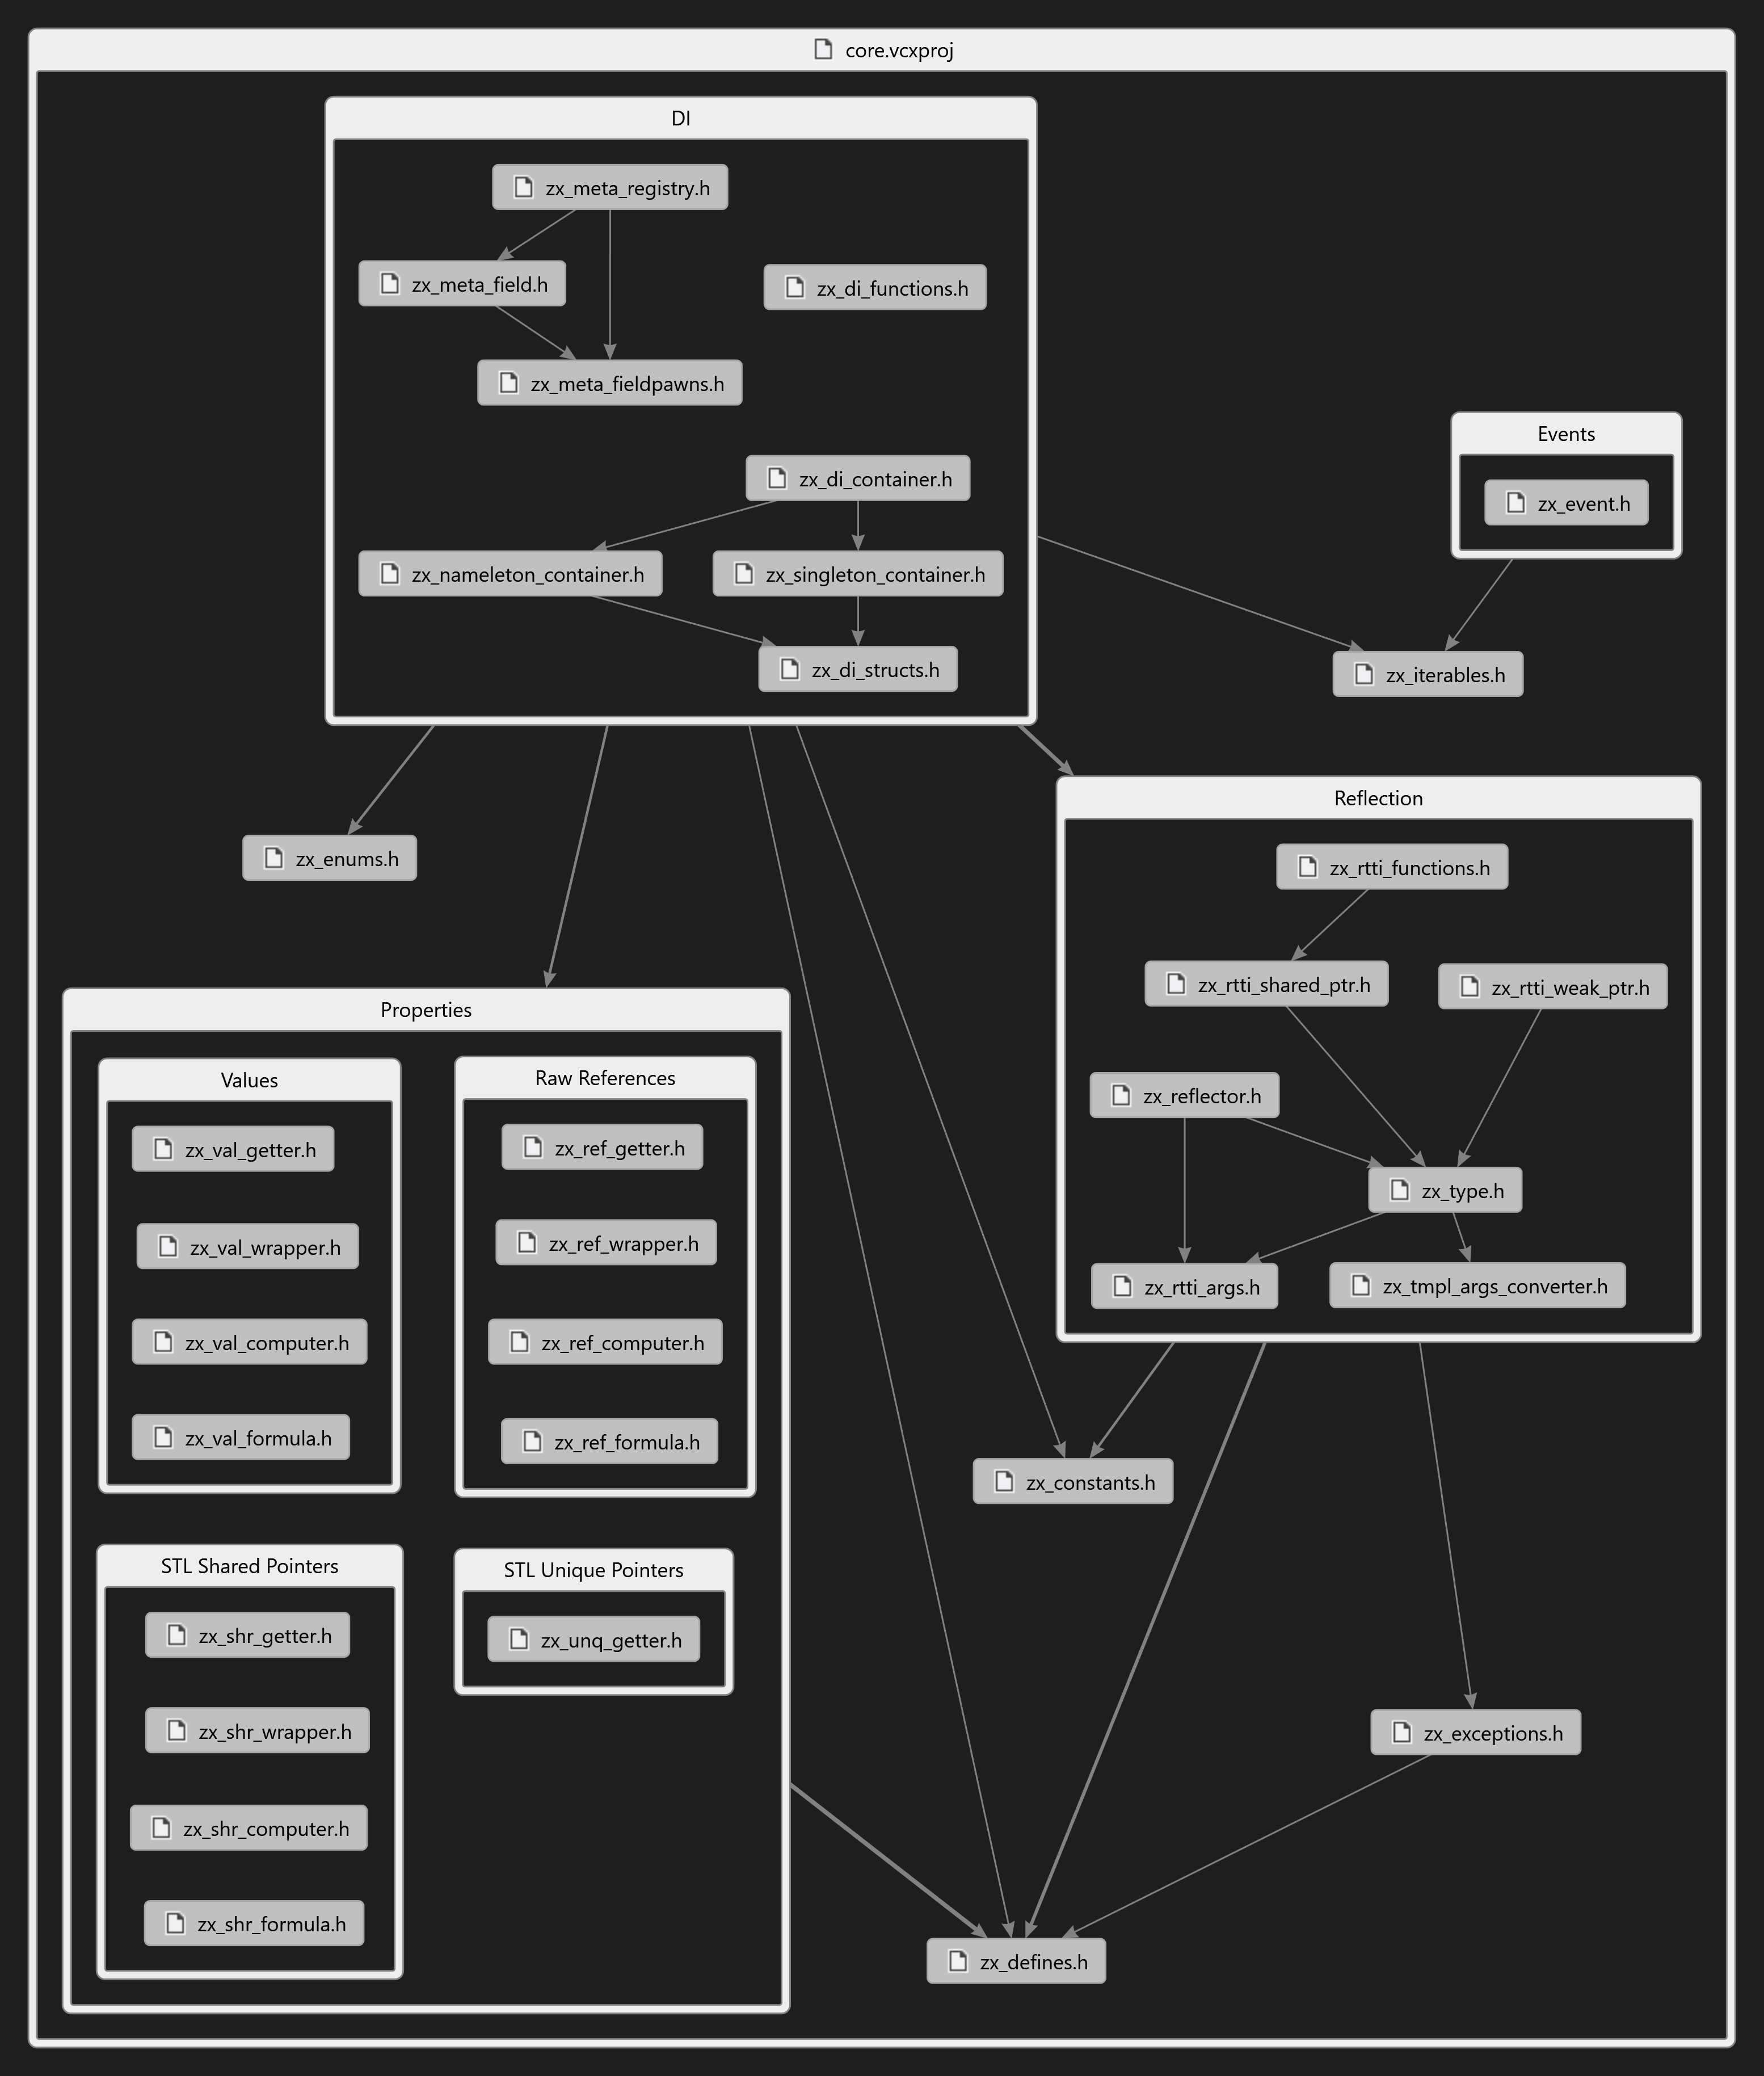 core.vcxproj
DI
zx_meta_registry.h
zx_meta_field.h
zx_di_functions.h
zx_meta_fieldpawns.h
zx_di_container.h
zx_nameleton_container.h
zx_singleton_container.h
zx_di_structs.h
Events
zx_event.h
zx_iterables.h
zx_enums.h
Reflection
zx_rtti_functions.h
zx_rtti_shared_ptr.h
zx_rtti_weak_ptr.h
zx_reflector.h
zx_type.h
zx_rtti_args.h
zx_tmpl_args_converter.h
Properties
Values
zx_val_getter.h
zx_val_wrapper.h
zx_val_computer.h
zx_val_formula.h
Raw References
zx_ref_getter.h
zx_ref_wrapper.h
zx_ref_computer.h
zx_ref_formula.h
STL Shared Pointers
zx_shr_getter.h
zx_shr_wrapper.h
zx_shr_computer.h
zx_shr_formula.h
STL Unique Pointers
zx_unq_getter.h
zx_constants.h
zx_exceptions.h
zx_defines.h